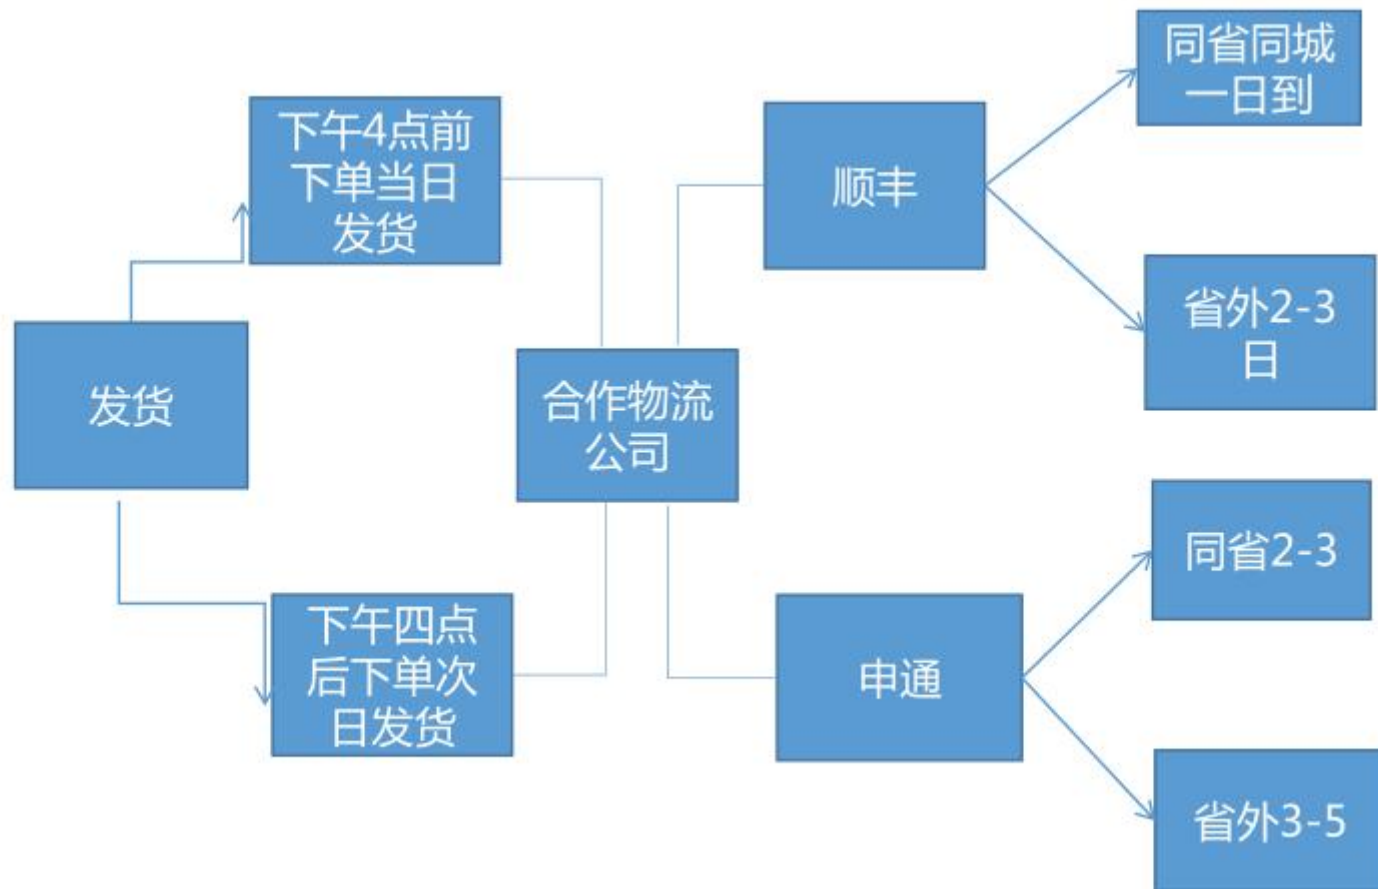 同省同城
一日到
下午4点前
下单当日
发货
顺丰
省外2-3
日
发货
合作物流
公司
同省2-3
下午四点
后下单次
日发货
申通
省外3-5